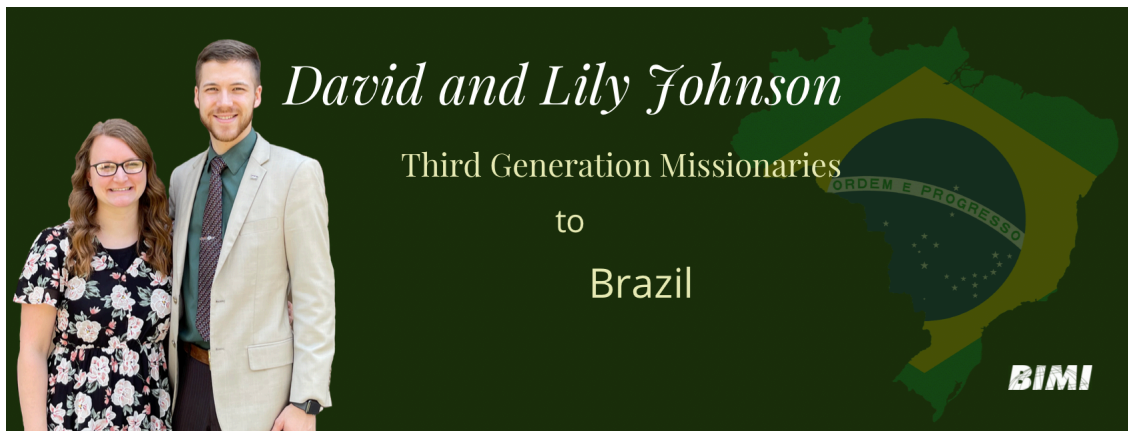 David and Lily Johnson
Third Generation Missionaries
to
Brazil
ORDEM E PROGRESSO
BIMI